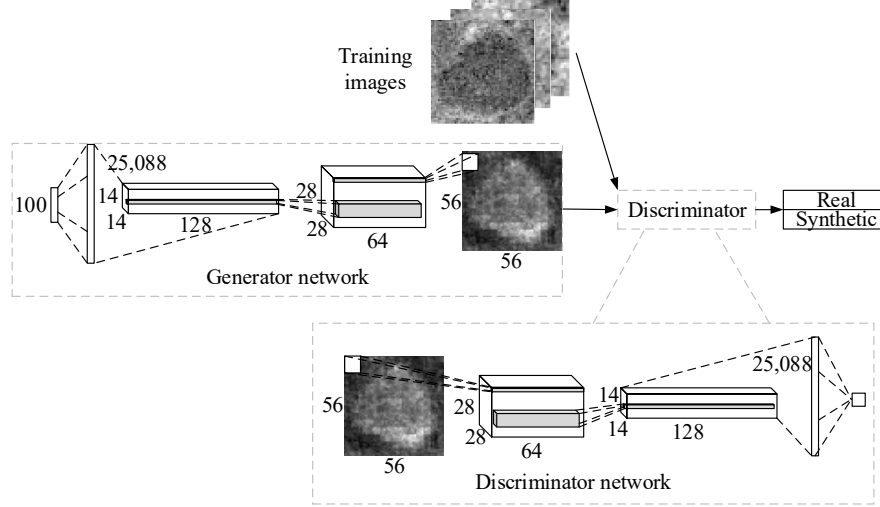 Training
images
25,088
100
14
14
128
28
28
64
56
56
Generator network
Discriminator
Real
Synthetic
56
56
28
28
64
14
14
128
25,088
Discriminator network